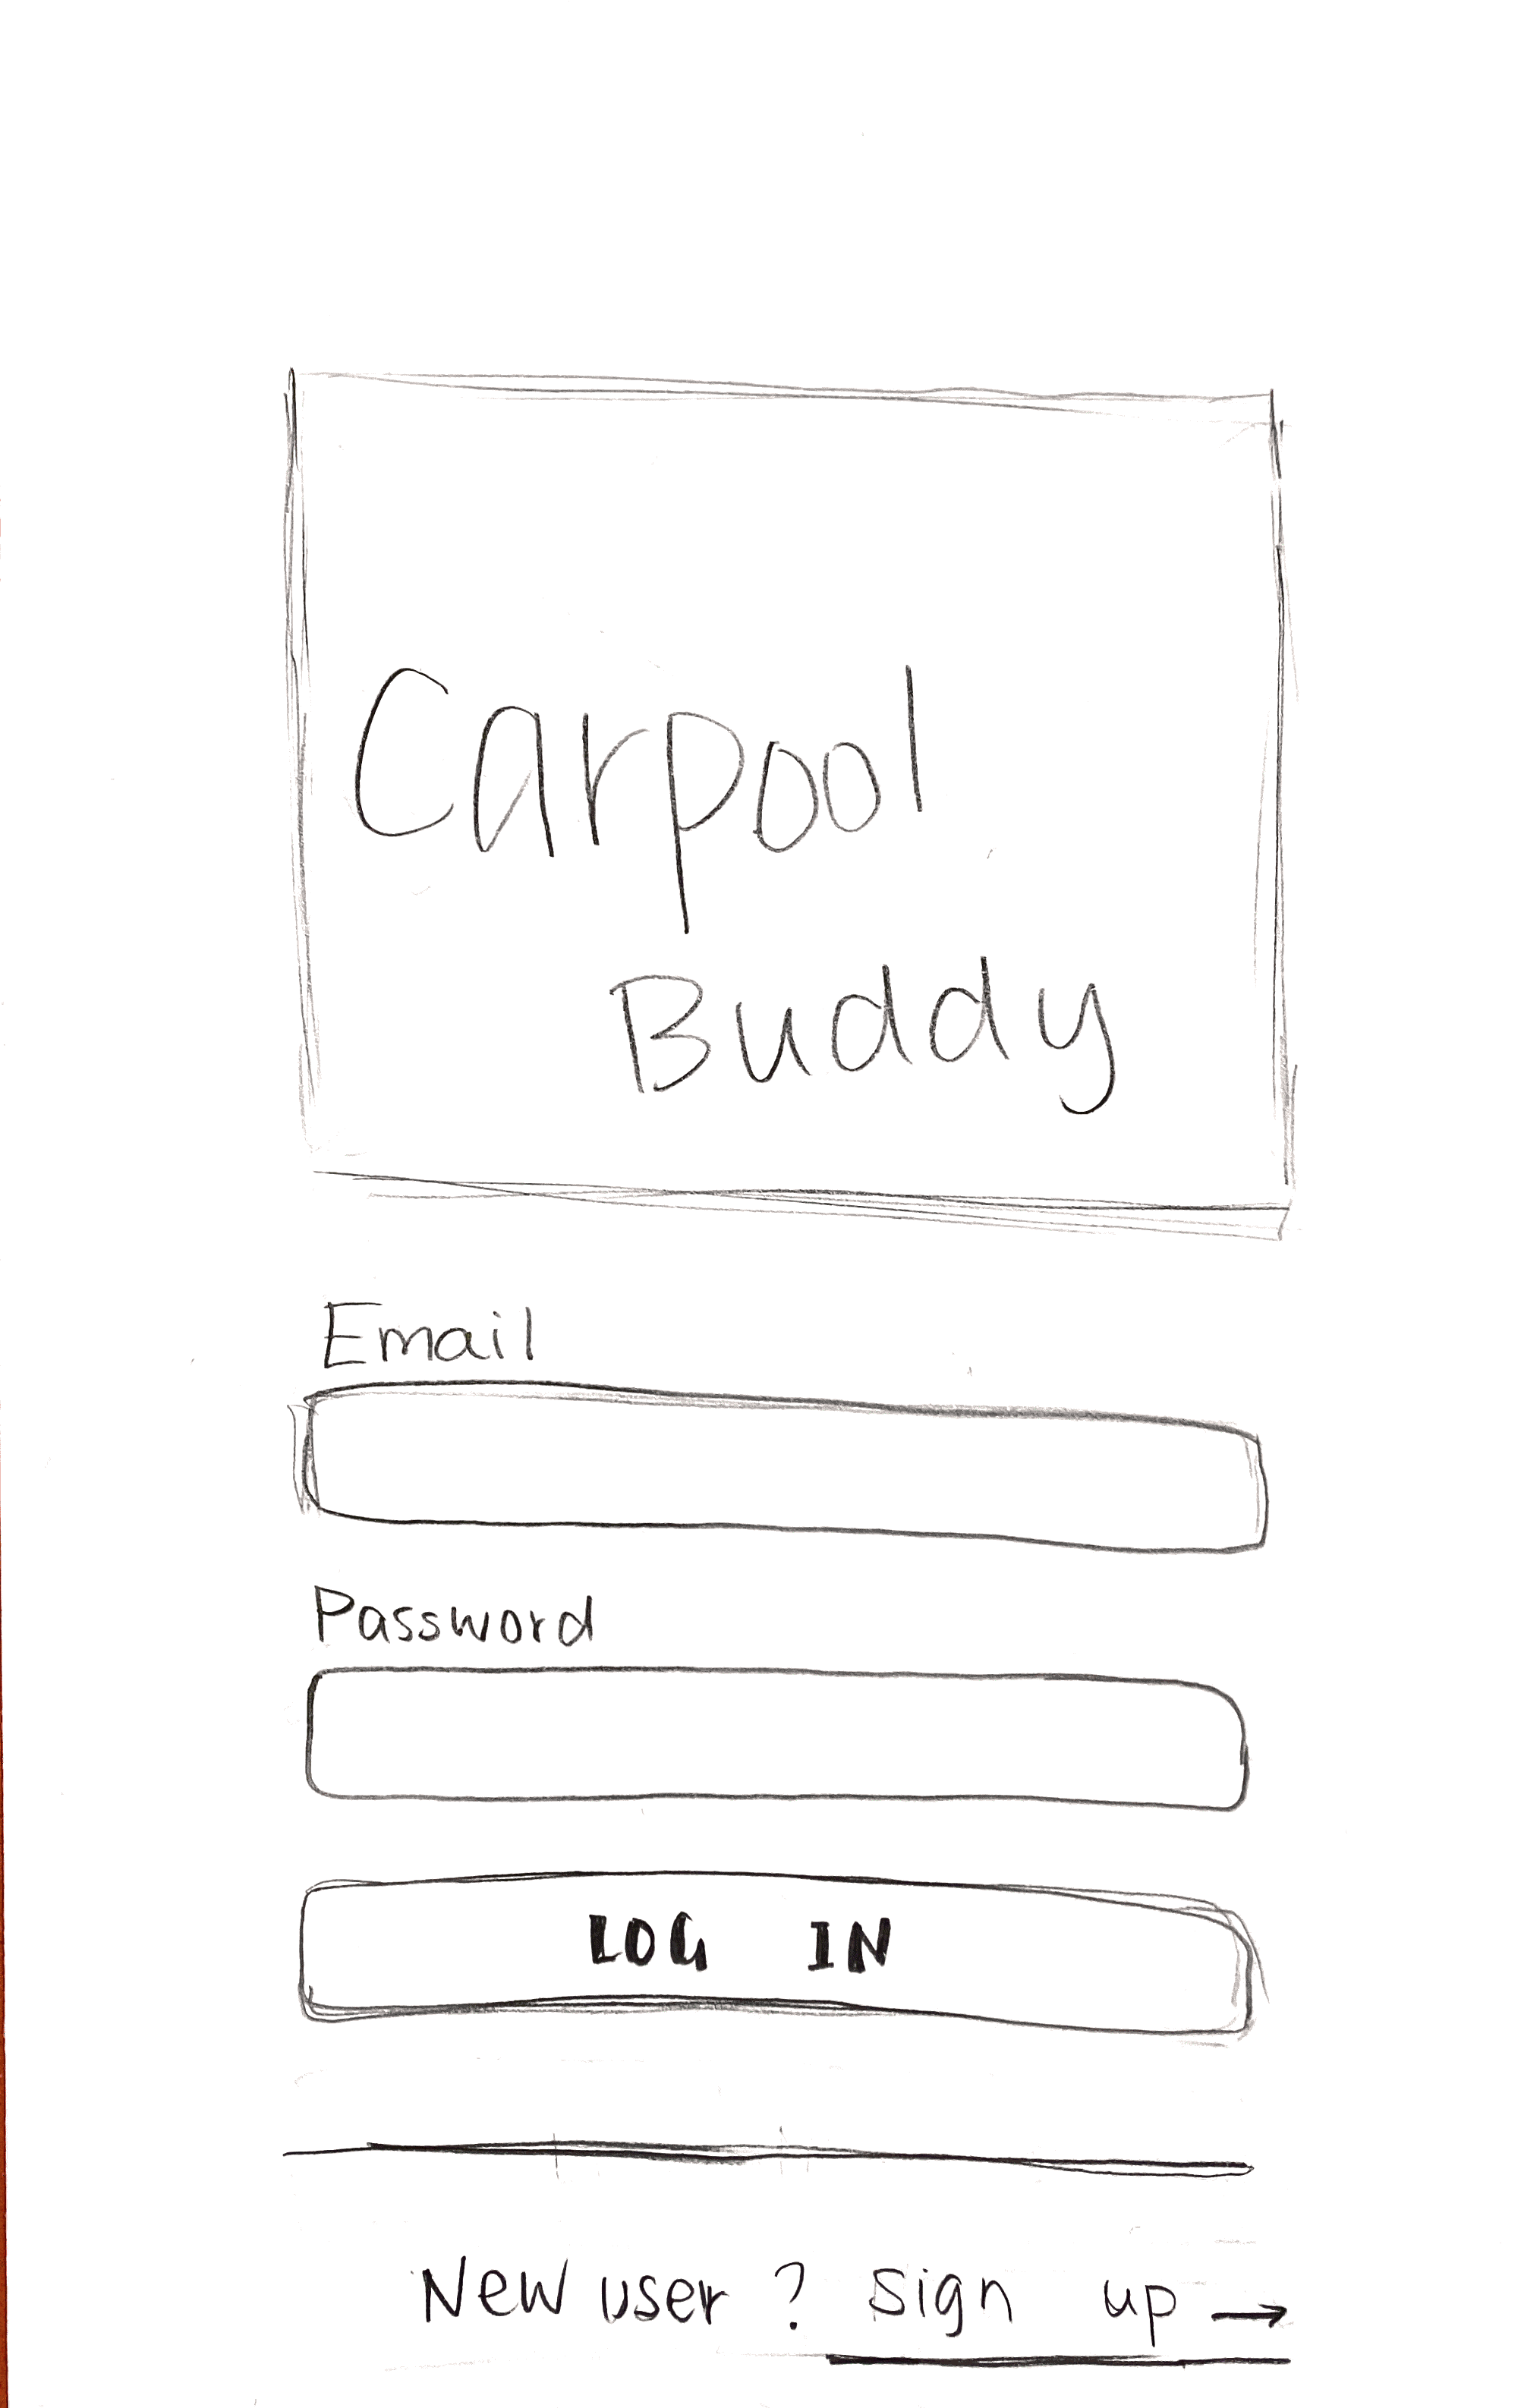 Carpool
Buddy
Email
Password
LOG IN
New user ? Sign up →